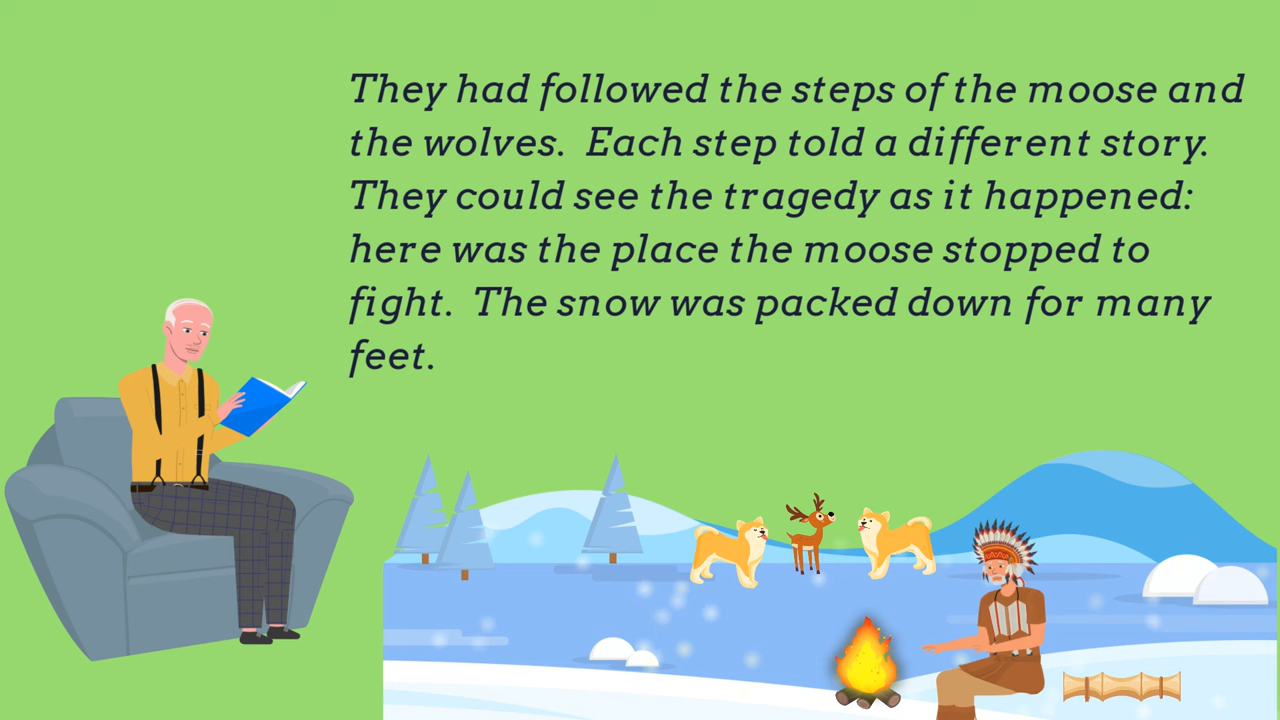 They had followed the steps of the moose and
the wolves.  Each step told a different story.
They could see the tragedy as it happened:
here was the place the moose stopped to
fight.  The snow was packed down for many
feet.